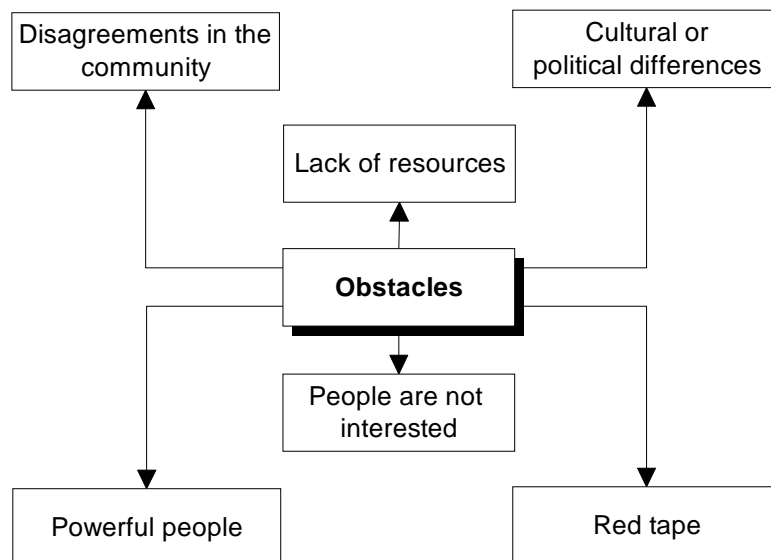 Disagreements in the
community
Cultural or
political differences
Lack of resources
Obstacles
People are not
interested
Powerful people
Red tape